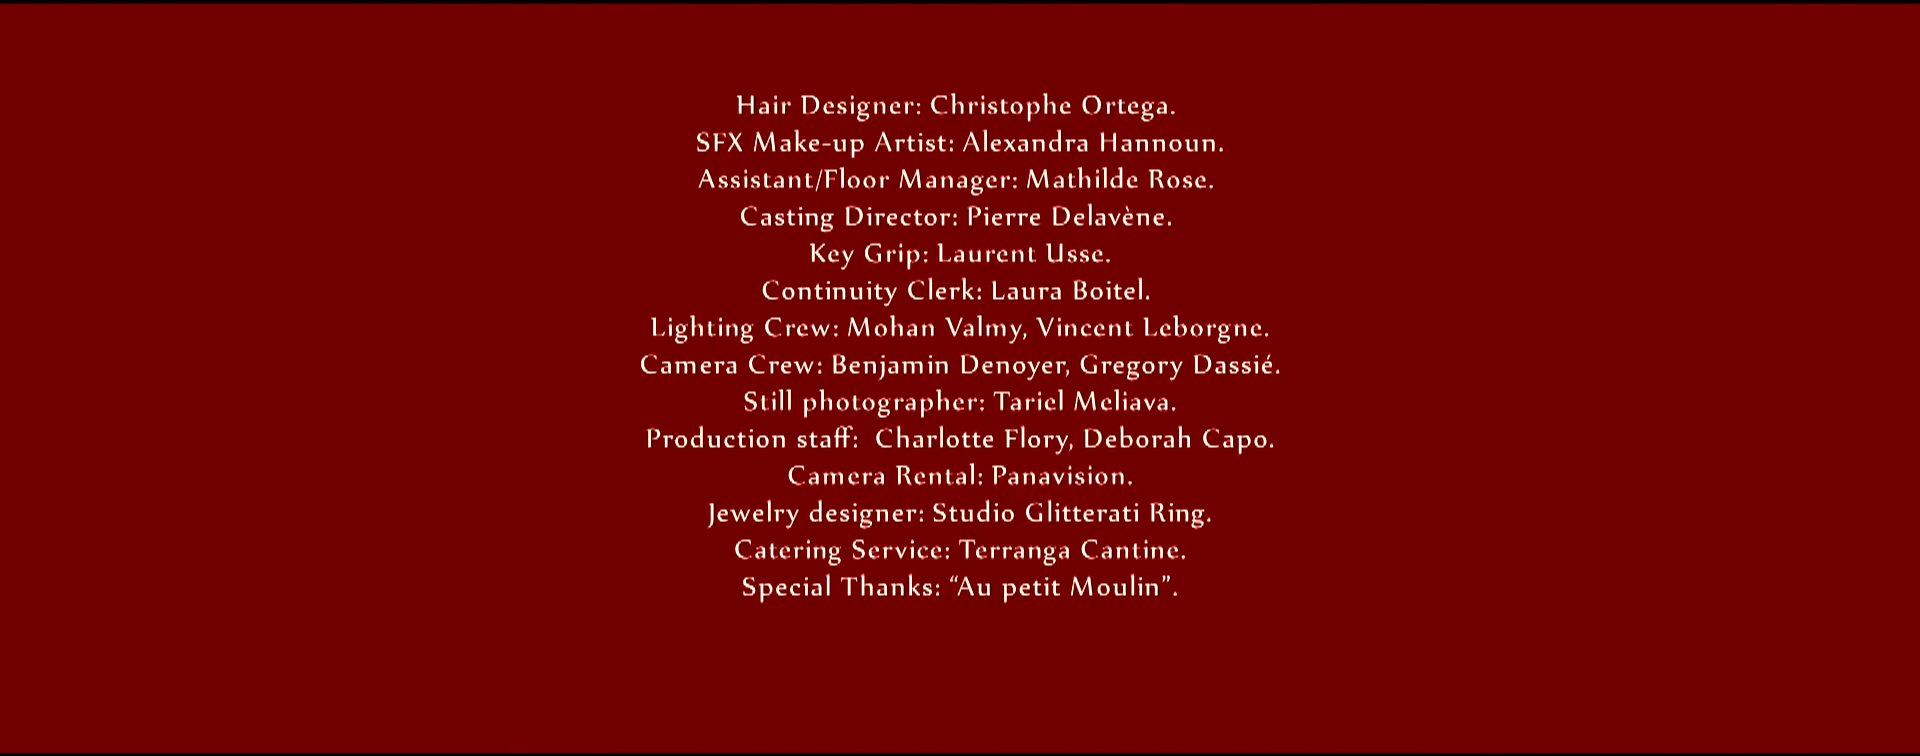 Hair Designer: Christophe Ortega.
SFX Make-up Artist: Alexandra Hannoun.
Assistant/Floor Manager: Mathilde Rose.
Casting Director: Pierre Delavène.
Key Grip: Laurent Usse.
Continuity Clerk: Laura Boitel.
Lighting Crew: Mohan Valmy, Vincent Leborgne.
Camera Crew: Benjamin Denoyer, Gregory Dassié.
Still photographer: Tariel Meliava.
Production staff:  Charlotte Flory, Deborah Capo.
Camera Rental: Panavision.
Jewelry designer: Studio Glitterati Ring.
Catering Service: Terranga Cantine.
Special Thanks: “Au petit Moulin”.